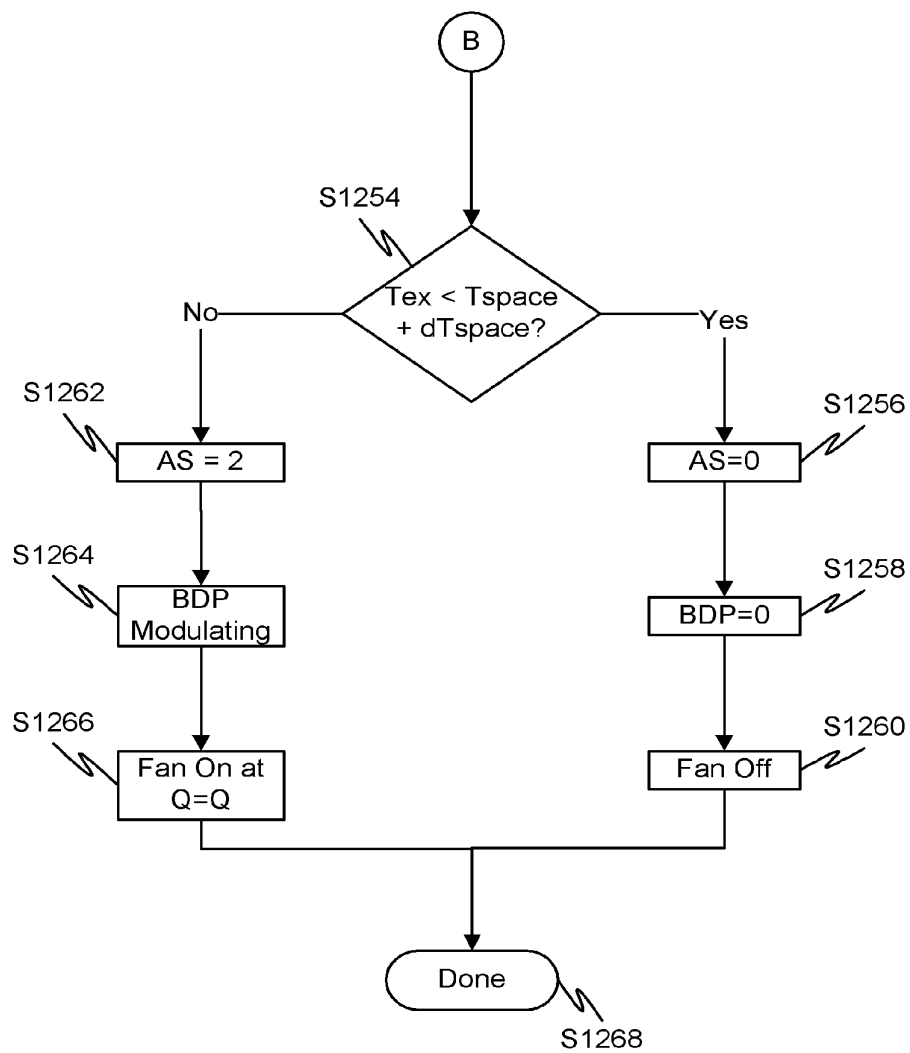 B
S1254
Tex < Tspace
+ dTspace?
No
Yes
S1262
S1256
AS = 2
AS=0
S1264
S1258
BDP
Modulating
BDP=0
S1266
S1260
Fan On at
Q=Q
Fan Off
Done
S1268